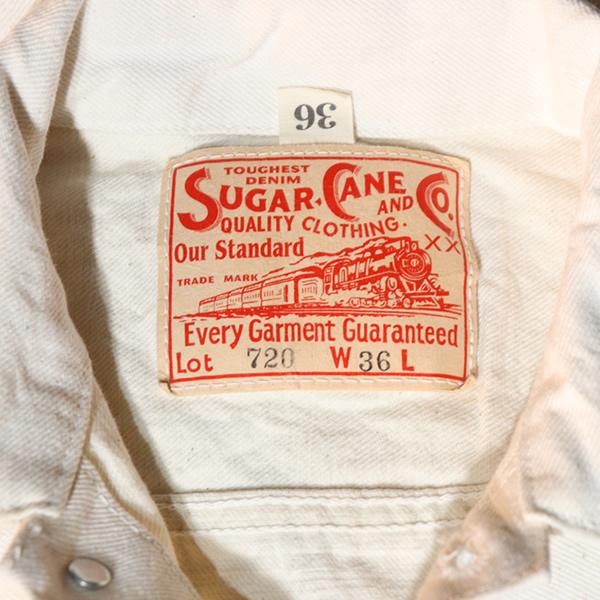 36
TOUGHEST
DENIM
SUGAR CANE AND CO.
QUALITY CLOTHING.
XX
Our Standard
TRADE MARK
Every Garment Guaranteed
Lot 720 W 36 L